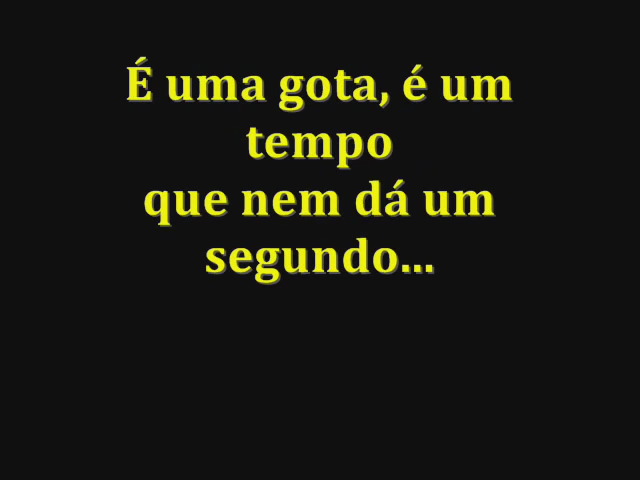 É uma gota, é um
tempo
que nem dá um
segundo...